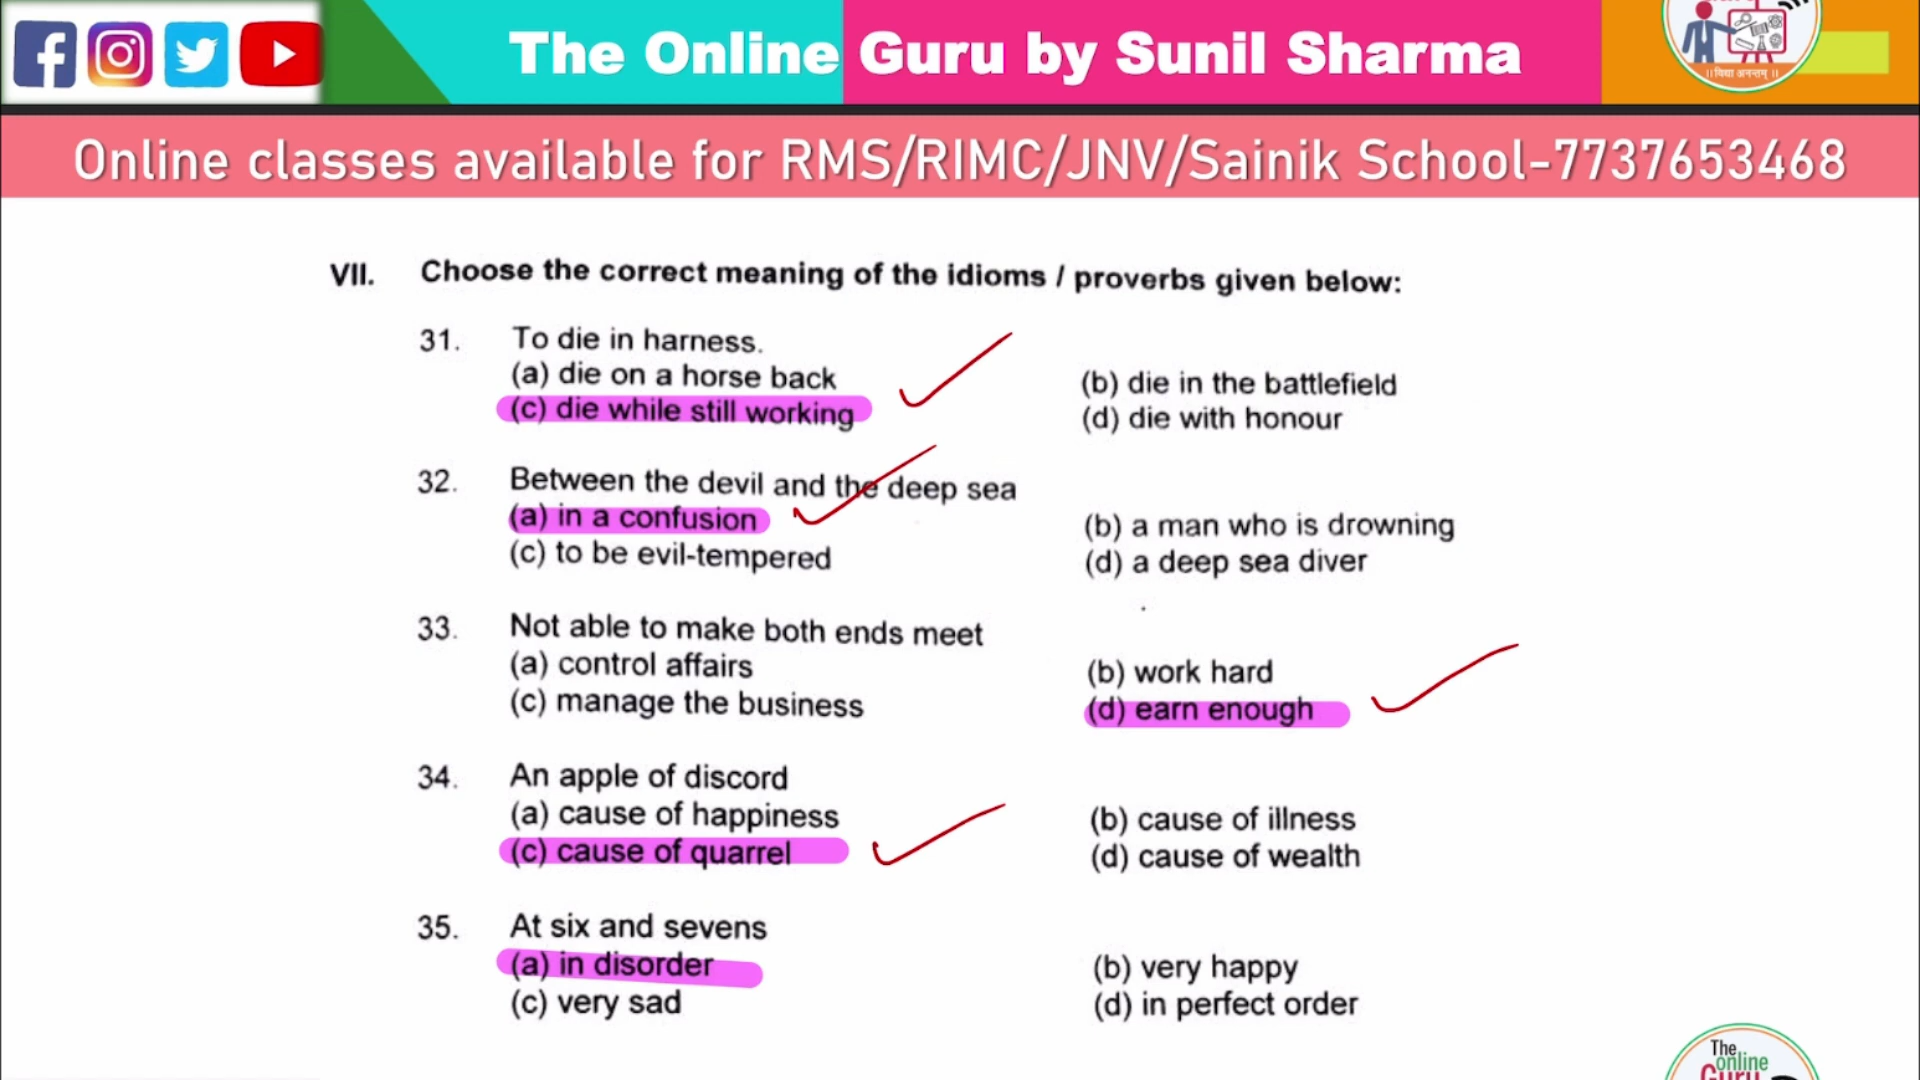 The Online Guru by Sunil Sharma
।। विद्या अनन्तम् ।।
Online classes available for RMS/RIMC/JNV/Sainik School-7737653468
VII. Choose the correct meaning of the idioms / proverbs given below:
31. To die in harness.
(a) die on a horse back (b) die in the battlefield
(c) die while still working (d) die with honour
32. Between the devil and the deep sea
(a) in a confusion (b) a man who is drowning
(c) to be evil-tempered (d) a deep sea diver
33. Not able to make both ends meet
(a) control affairs (b) work hard
(c) manage the business (d) earn enough
34. An apple of discord
(a) cause of happiness (b) cause of illness
(c) cause of quarrel (d) cause of wealth
35. At six and sevens
(a) in disorder (b) very happy
(c) very sad (d) in perfect order
The
online
Guru